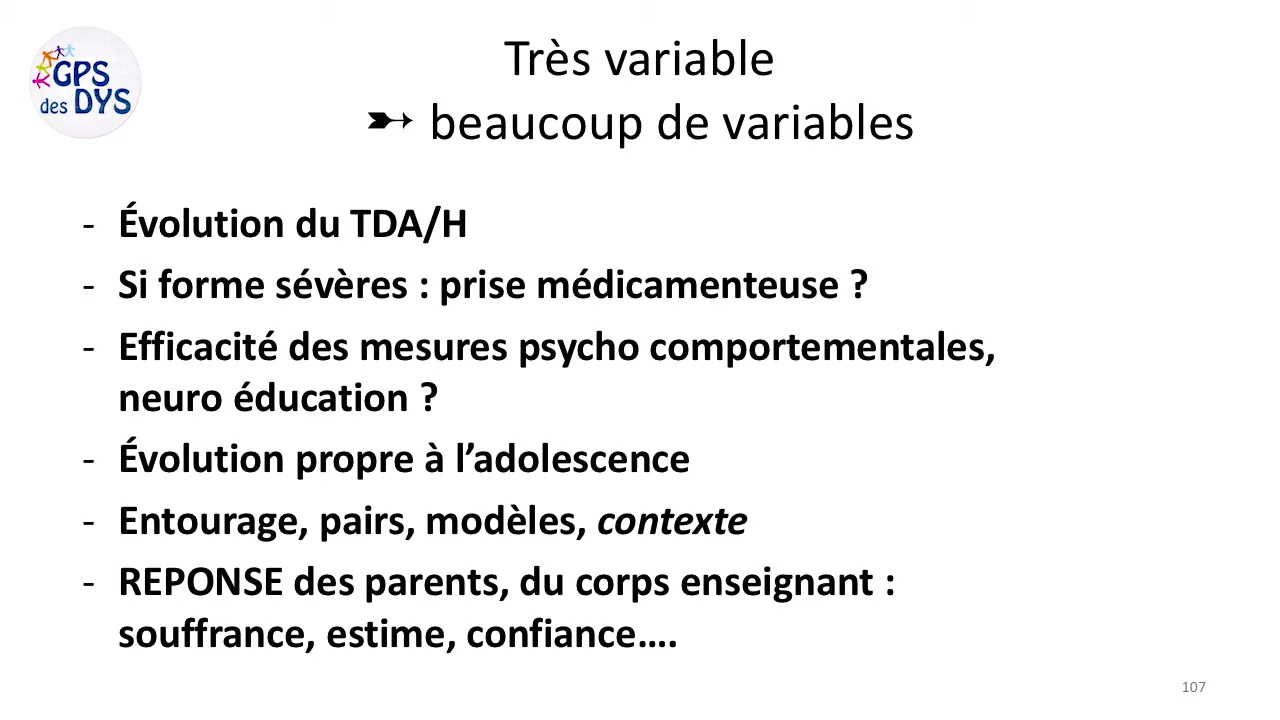 GPS
des DYS
Très variable
➵ beaucoup de variables
- Évolution du TDA/H
- Si forme sévères : prise médicamenteuse ?
- Efficacité des mesures psycho comportementales,
neuro éducation ?
- Évolution propre à l’adolescence
- Entourage, pairs, modèles, contexte
- REPONSE des parents, du corps enseignant :
souffrance, estime, confiance….
107